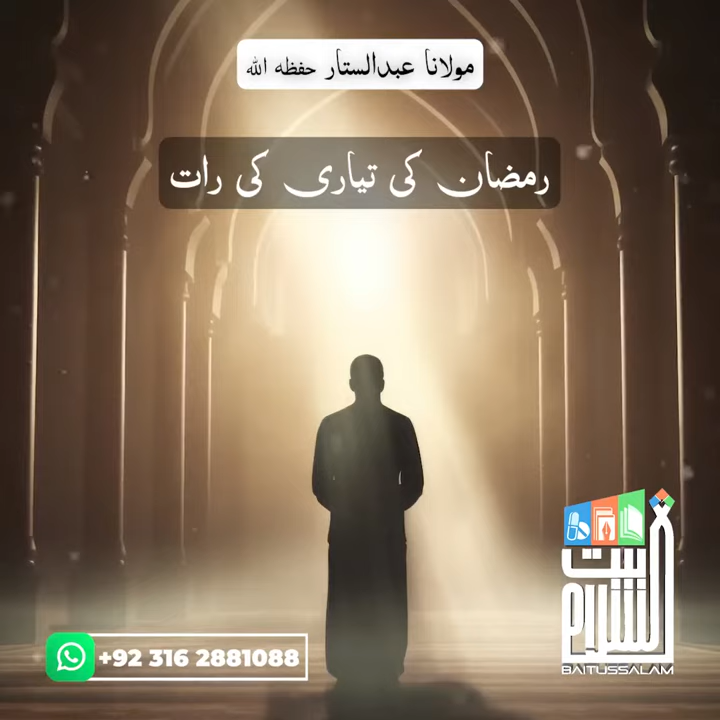 مولانا عبدالستار حفظہ اللہ
رمضان کی تیاری کی رات
بیت السلام
BAITUSSALAM
+92 316 2881088